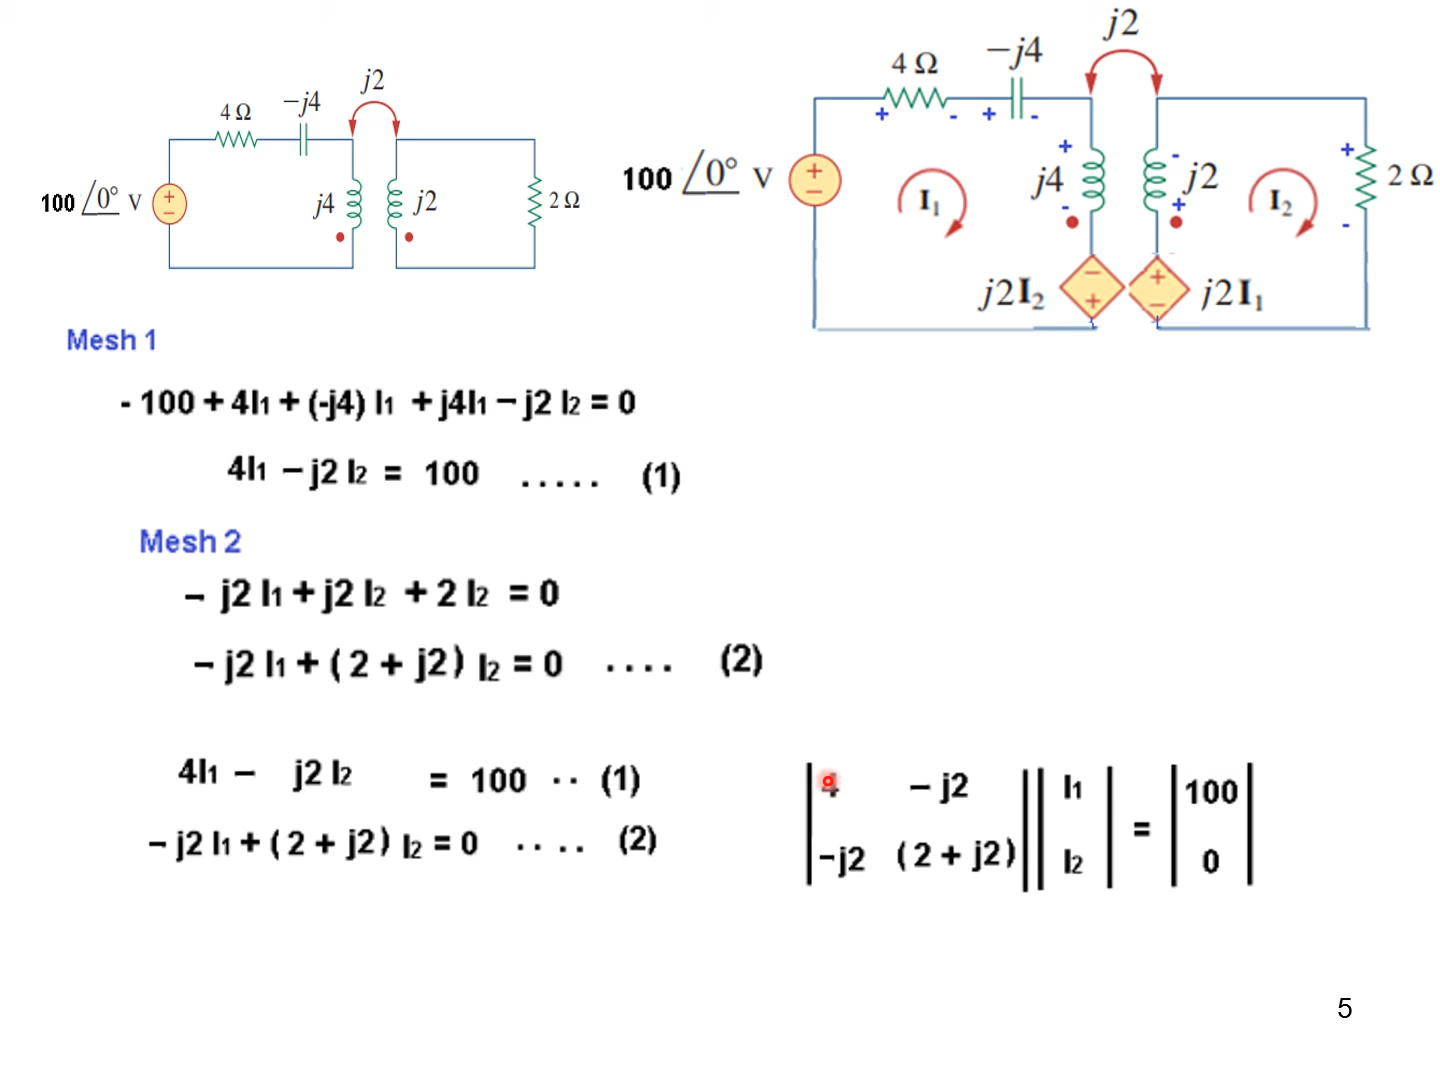 j2
4 Ω
−j4
100 /0° V
+
−
j4
j2
2 Ω
j2
4 Ω
−j4
+ - + -
100 /0° V
+
−
+
j4
-
I1
-
j2
+
I2
+
2 Ω
-
j2I2
−
+
+
−
j2I1
Mesh 1
- 100 + 4I1 + (-j4) I1 + j4I1 − j2 I2 = 0
4I1 − j2 I2 = 100 ..... (1)
Mesh 2
− j2 I1 + j2 I2 + 2 I2 = 0
− j2 I1 + ( 2 + j2 ) I2 = 0 .... (2)
4I1 − j2 I2 = 100 .. (1)
− j2 I1 + ( 2 + j2 ) I2 = 0 .... (2)
4 − j2 I1 = 100
-j2 ( 2 + j2 ) I2 0
5